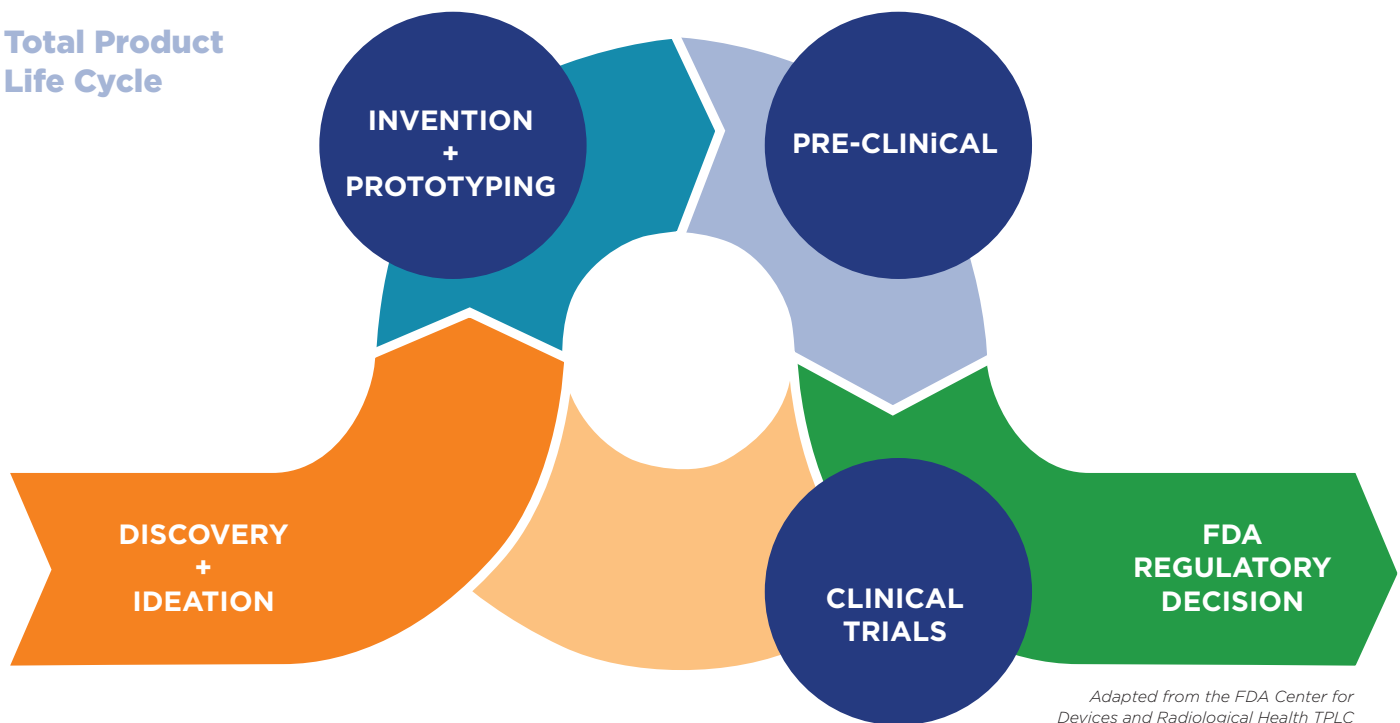 Total Product
Life Cycle
INVENTION
+
PROTOTYPING
PRE-CLINiCAL
DISCOVERY
+
IDEATION
CLINICAL
TRIALS
FDA
REGULATORY
DECISION
Adapted from the FDA Center for
Devices and Radiological Health TPLC